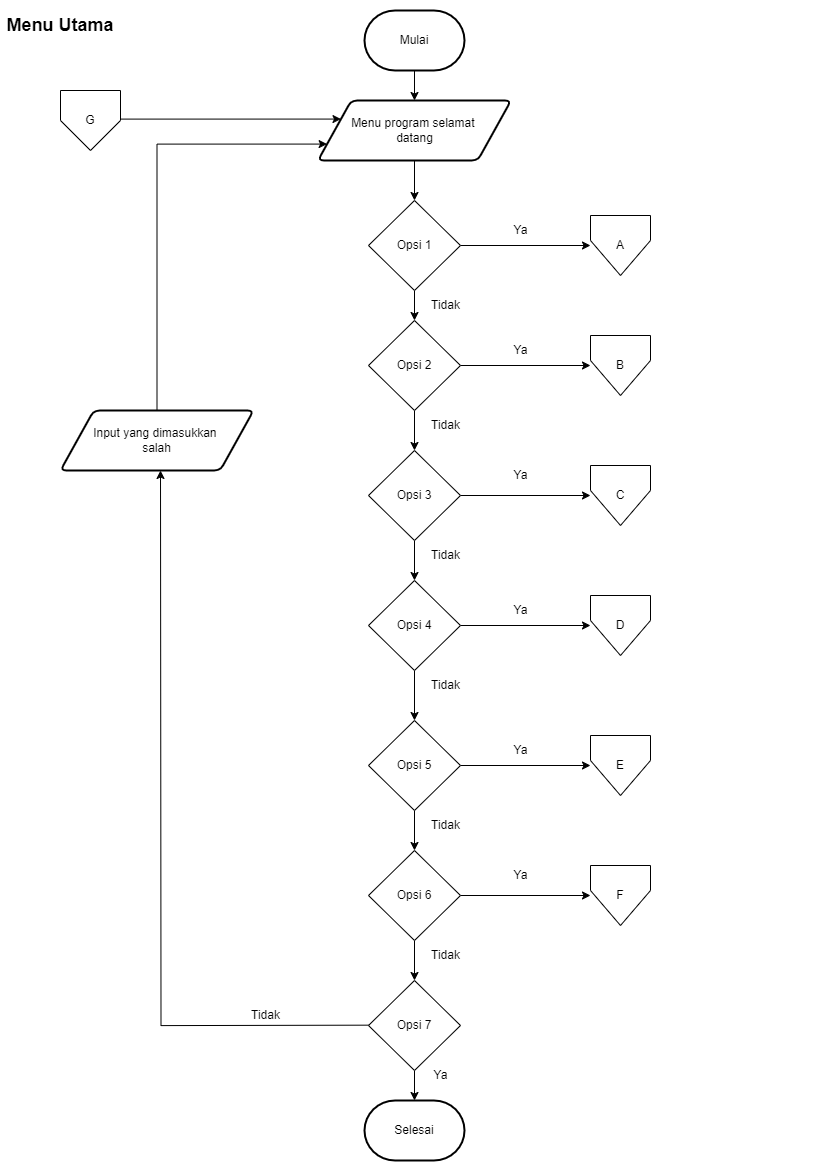 Menu Utama
Mulai
G
Menu program selamat
datang
Opsi 1
Ya
A
Tidak
Opsi 2
Ya
B
Tidak
Input yang dimasukkan
salah
Opsi 3
Ya
C
Tidak
Opsi 4
Ya
D
Tidak
Opsi 5
Ya
E
Tidak
Opsi 6
Ya
F
Tidak
Tidak
Opsi 7
Ya
Selesai